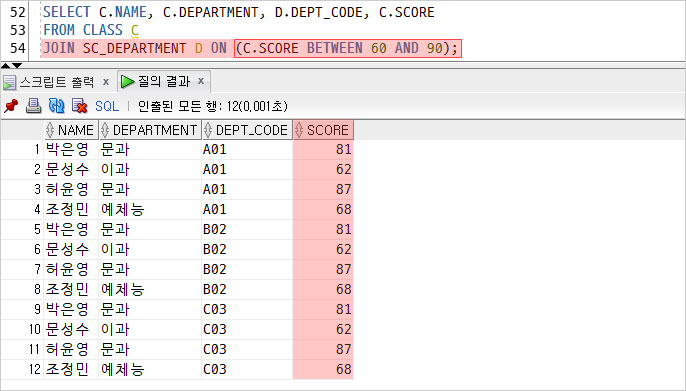 52 SELECT C.NAME, C.DEPARTMENT, D.DEPT_CODE, C.SCORE
53 FROM CLASS C
54 JOIN SC_DEPARTMENT D ON (C.SCORE BETWEEN 60 AND 90);
스크립트 출력 × 질의 결과 ×
SQL | 인출된 모든 행: 12(0,001초)
NAME DEPARTMENT DEPT_CODE SCORE
1 박은영 문과 A01 81
2 문성수 이과 A01 62
3 허윤영 문과 A01 87
4 조정민 예체능 A01 68
5 박은영 문과 B02 81
6 문성수 이과 B02 62
7 허윤영 문과 B02 87
8 조정민 예체능 B02 68
9 박은영 문과 C03 81
10 문성수 이과 C03 62
11 허윤영 문과 C03 87
12 조정민 예체능 C03 68